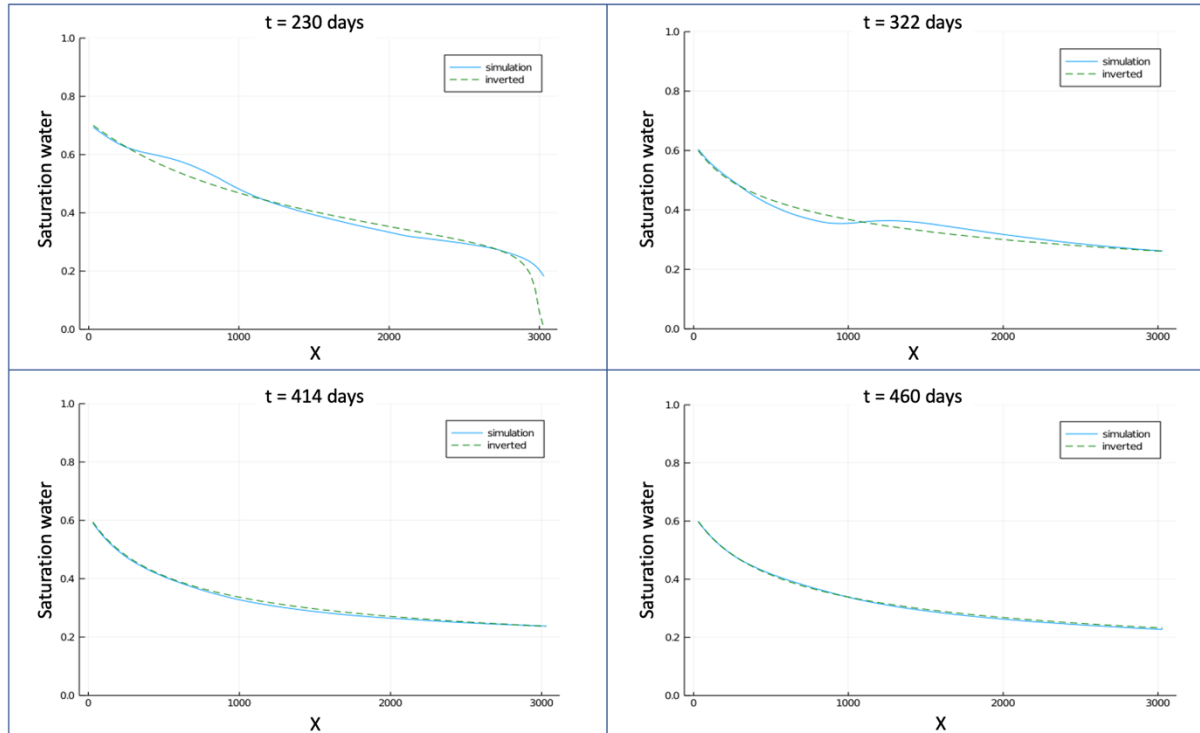 t = 230 days
1.0
0.8
0.6
0.4
0.2
0.0
Saturation water
simulation
inverted
0 1000 2000 3000
X
t = 322 days
1.0
0.8
0.6
0.4
0.2
0.0
Saturation water
simulation
inverted
0 1000 2000 3000
X
t = 414 days
1.0
0.8
0.6
0.4
0.2
0.0
Saturation water
simulation
inverted
0 1000 2000 3000
X
t = 460 days
1.0
0.8
0.6
0.4
0.2
0.0
Saturation water
simulation
inverted
0 1000 2000 3000
X